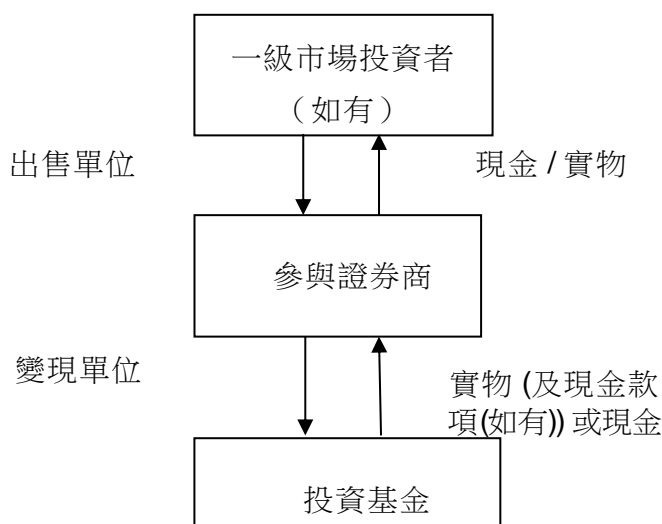 一級市場投資者
（如有）
出售單位
現金 / 實物
參與證券商
變現單位
實物 (及現金款
項(如有)) 或現金
投資基金